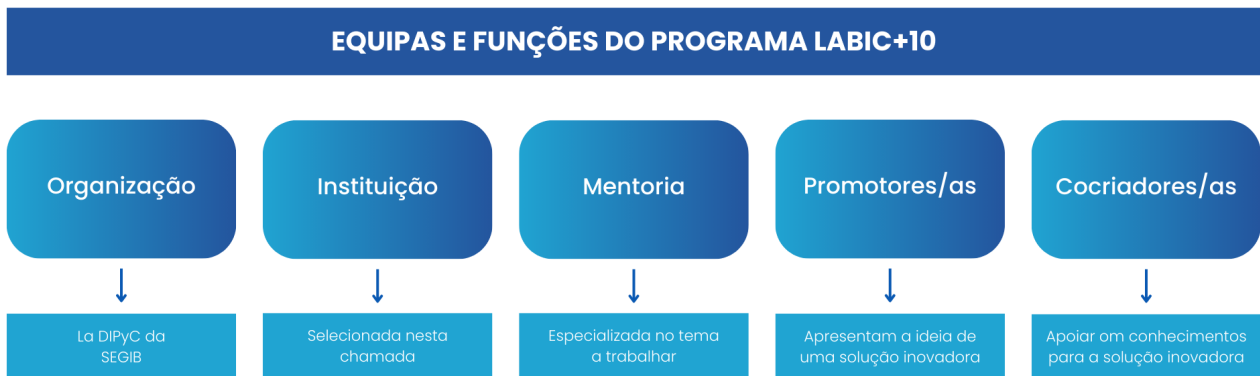 EQUIPAS E FUNÇÕES DO PROGRAMA LABIC+10
Organização
Instituição
Mentoria
Promotores/as
Cocriadores/as
La DIPyC da
SEGIB
Selecionada nesta
chamada
Especializada no tema
a trabalhar
Apresentam a ideia de
uma solução inovadora
Apoiar om conhecimentos
para a solução inovadora